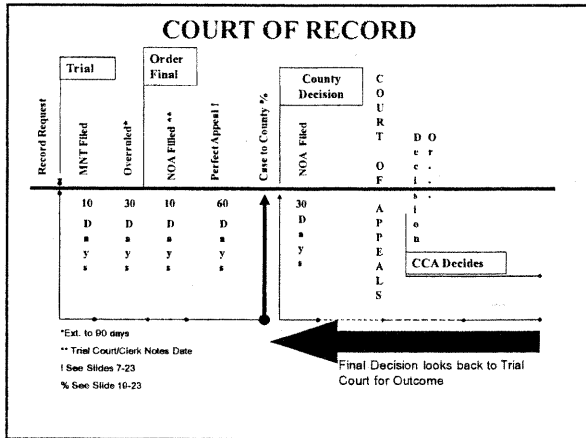 COURT OF RECORD
Trial
Order
Final
County
Decision
Record Request
MNT Filed
Overruled*
NOA Filled **
Perfect Appeal !
Case to County %
NOA Filed
COURT OF APPEALS
Decision
Or...
10 Days
30 Days
10 Days
60 Days
30 Days
CCA Decides
*Ext. to 90 days
** Trial Court/Clerk Notes Date
! See Slides 7-23
% See Slide 19-23
Final Decision looks back to Trial
Court for Outcome